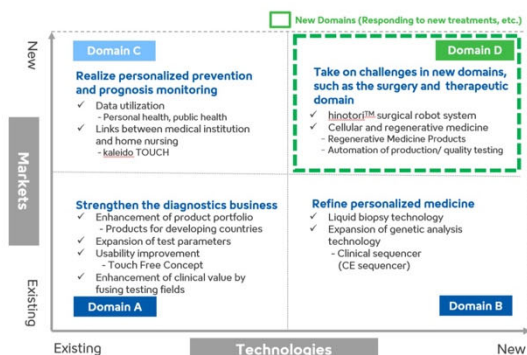 New Domains (Responding to new treatments, etc.)
New
Domain C
Realize personalized prevention
and prognosis monitoring
✓ Data utilization
- Personal health, public health
✓ Links between medical institution
and home nursing
- kaleido TOUCH
Domain D
Take on challenges in new domains,
such as the surgery and therapeutic
domain
✓ hinotori™ surgical robot system
✓ Cellular and regenerative medicine
- Regenerative Medicine Products
- Automation of production/ quality testing
Markets
Strengthen the diagnostics business
✓ Enhancement of product portfolio
- Products for developing countries
✓ Expansion of test parameters
✓ Usability improvement
- Touch Free Concept
✓ Enhancement of clinical value by
fusing testing fields
Domain A
Refine personalized medicine
✓ Liquid biopsy technology
✓ Expansion of genetic analysis
technology
- Clinical sequencer
(CE sequencer)
Domain B
Existing
Existing
Technologies
New